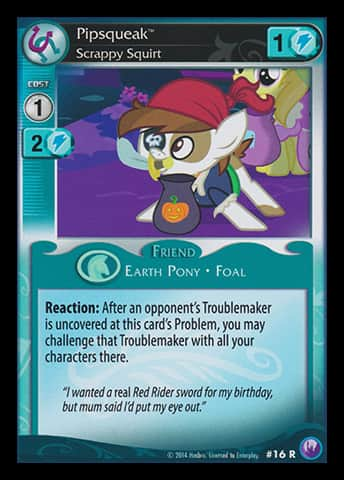 Pipsqueak™
Scrappy Squirt
1
COST
1
2
FRIEND
EARTH PONY • FOAL
Reaction: After an opponent's Troublemaker
is uncovered at this card's Problem, you may
challenge that Troublemaker with all your
characters there.
"I wanted a real Red Rider sword for my birthday,
but mum said I'd put my eye out."
© 2014 Hasbro. Licensed to Enterplay.
#16 R